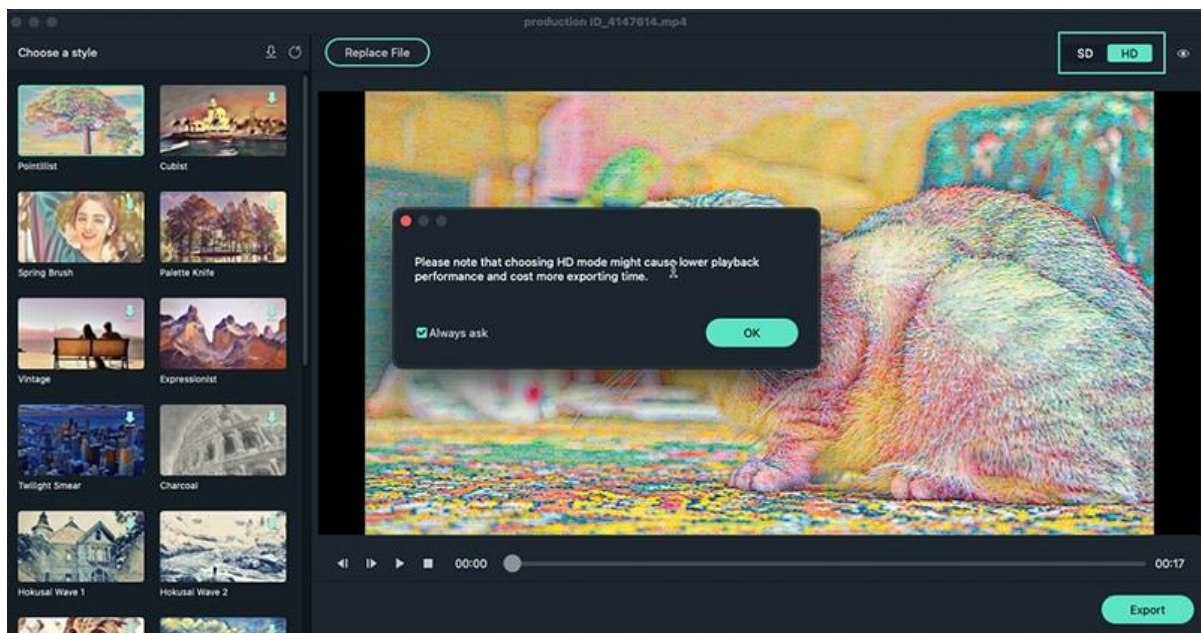 production ID_4147814.mp4
Choose a style
Replace File
SD HD
Pointillist
Cubist
Spring Brush
Palette Knife
Vintage
Expressionist
Twilight Smear
Charcoal
Hokusai Wave 1
Hokusai Wave 2
Please note that choosing HD mode might cause lower playback
performance and cost more exporting time.
Always ask
OK
00:00
00:17
Export